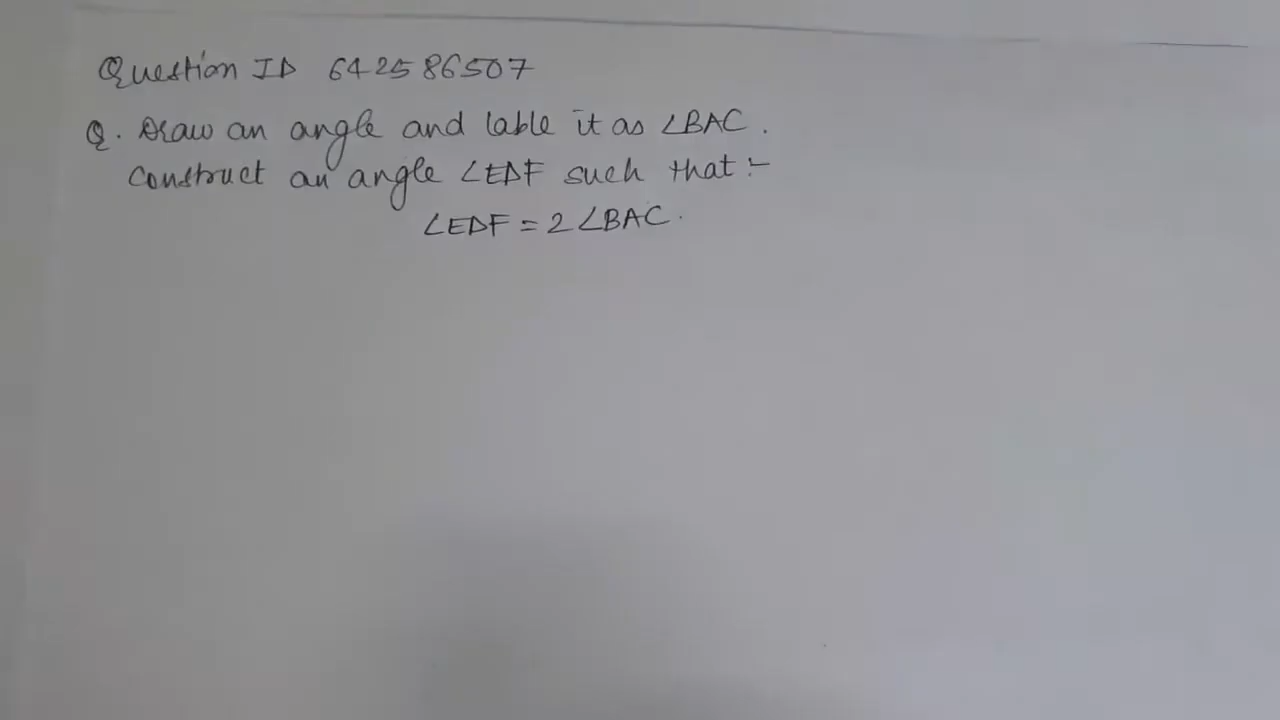 Question ID 642586507
Q. Draw an angle and lable it as ∠BAC.
Construct an angle ∠EDF such that :-
∠EDF = 2 ∠BAC.